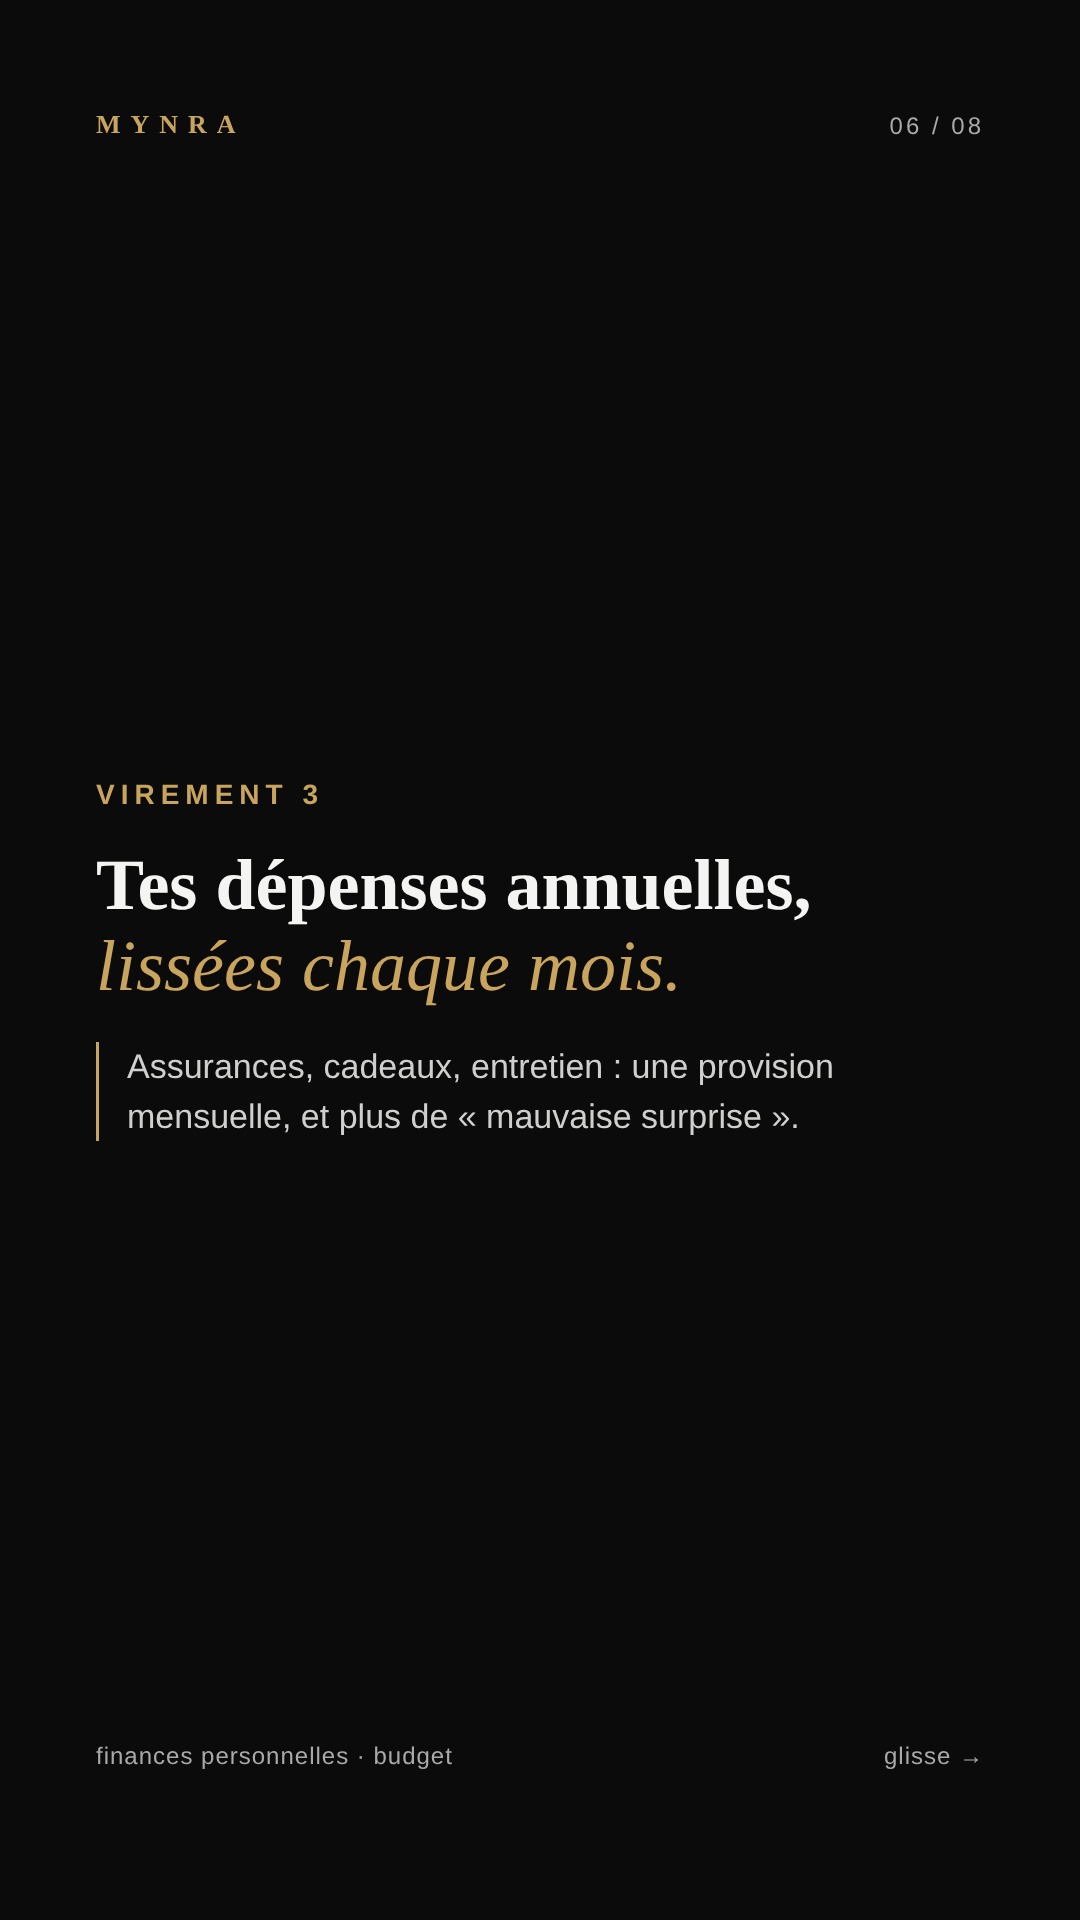 MYNRA
06 / 08
VIREMENT 3
Tes dépenses annuelles,
lissées chaque mois.
Assurances, cadeaux, entretien : une provision
mensuelle, et plus de « mauvaise surprise ».
finances personnelles · budget
glisse →